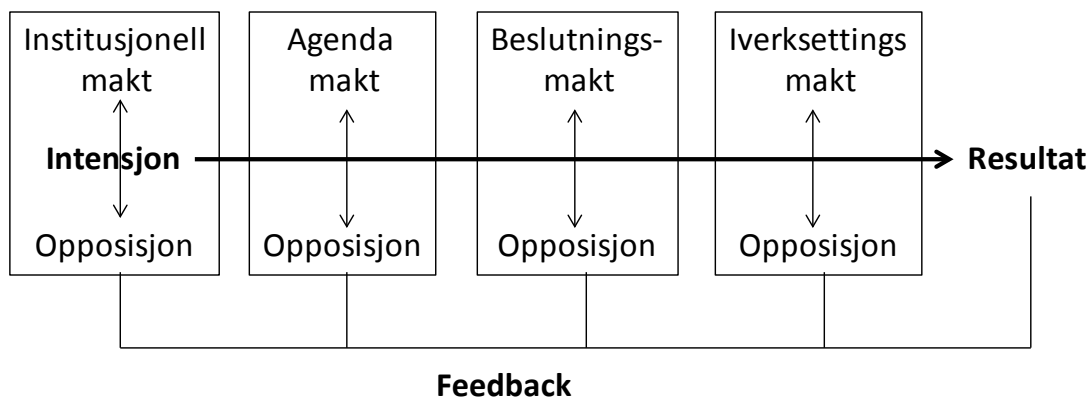 Institusjonell
makt
Agenda
makt
Beslutnings-
makt
Iverksettings
makt
Intensjon
Resultat
Opposisjon
Opposisjon
Opposisjon
Opposisjon
Feedback